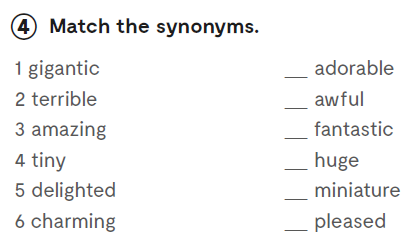 4 Match the synonyms.
1 gigantic ___ adorable
2 terrible ___ awful
3 amazing ___ fantastic
4 tiny ___ huge
5 delighted ___ miniature
6 charming ___ pleased